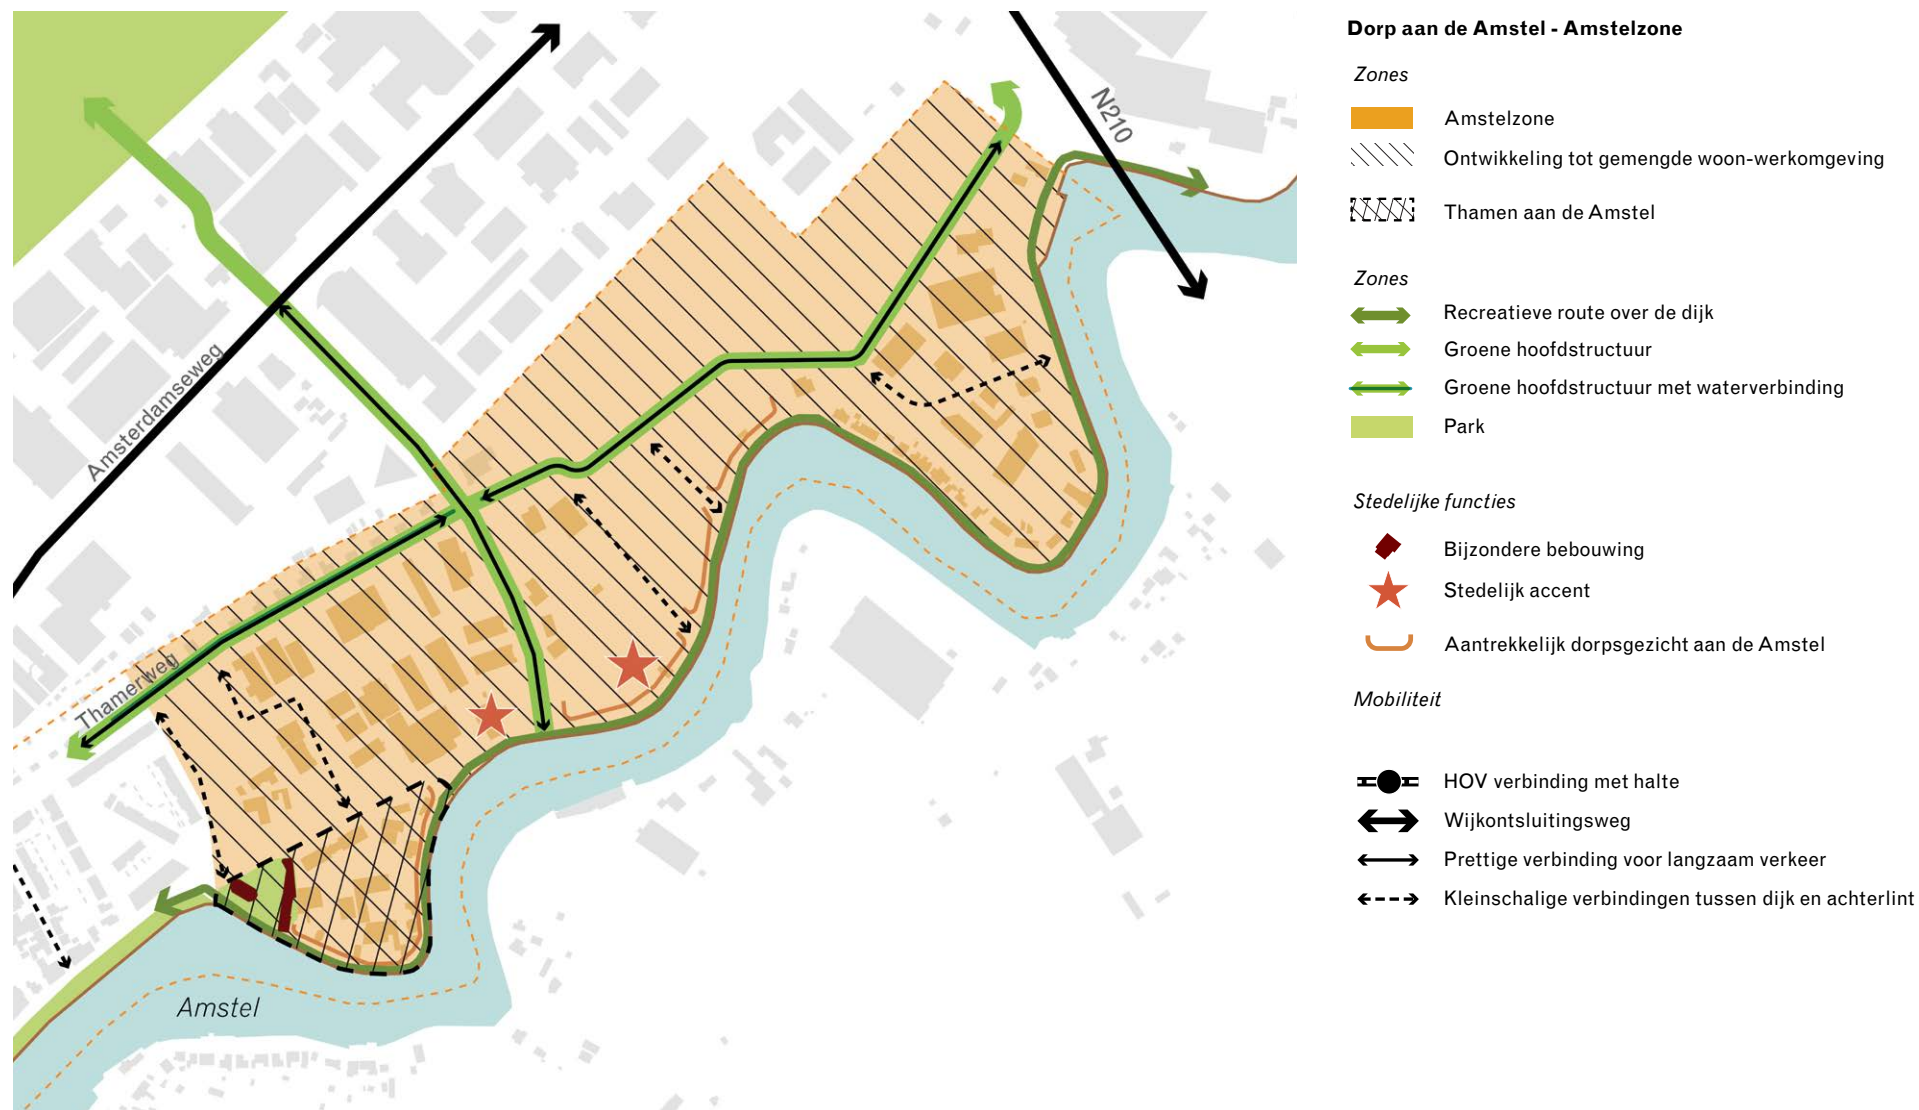 N210
Amsterdamseweg
Thamerweg
Amstel
Dorp aan de Amstel - Amstelzone
Zones
Amstelzone
Ontwikkeling tot gemengde woon-werkomgeving
Thamen aan de Amstel
Zones
Recreatieve route over de dijk
Groene hoofdstructuur
Groene hoofdstructuur met waterverbinding
Park
Stedelijke functies
Bijzondere bebouwing
Stedelijk accent
Aantrekkelijk dorpsgezicht aan de Amstel
Mobiliteit
HOV verbinding met halte
Wijkontsluitingsweg
Prettige verbinding voor langzaam verkeer
Kleinschalige verbindingen tussen dijk en achterlint